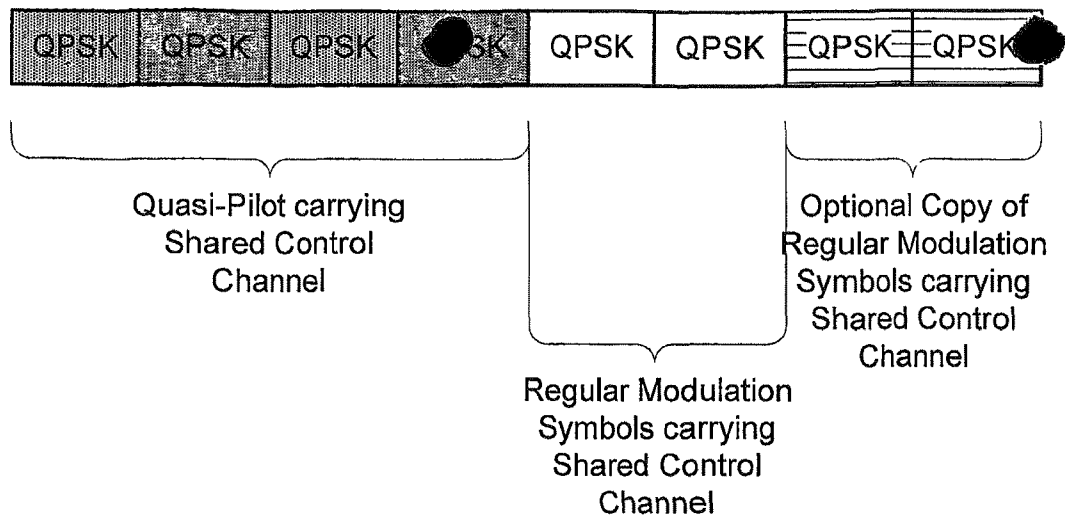 QPSK QPSK QPSK SK QPSK QPSK QPSK QPSK
Quasi-Pilot carrying
Shared Control
Channel
Regular Modulation
Symbols carrying
Shared Control
Channel
Optional Copy of
Regular Modulation
Symbols carrying
Shared Control
Channel